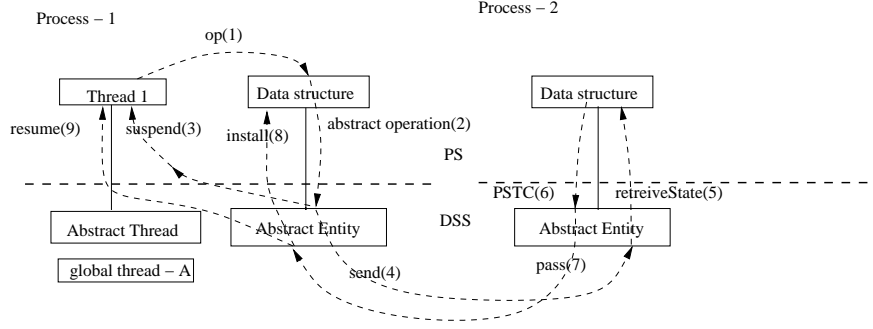 Process – 1
Process – 2
op(1)
Thread 1
Data structure
Data structure
resume(9)
suspend(3)
install(8)
abstract operation(2)
PS
PSTC(6)
retreiveState(5)
DSS
Abstract Thread
Abstract Entity
Abstract Entity
global thread – A
send(4)
pass(7)